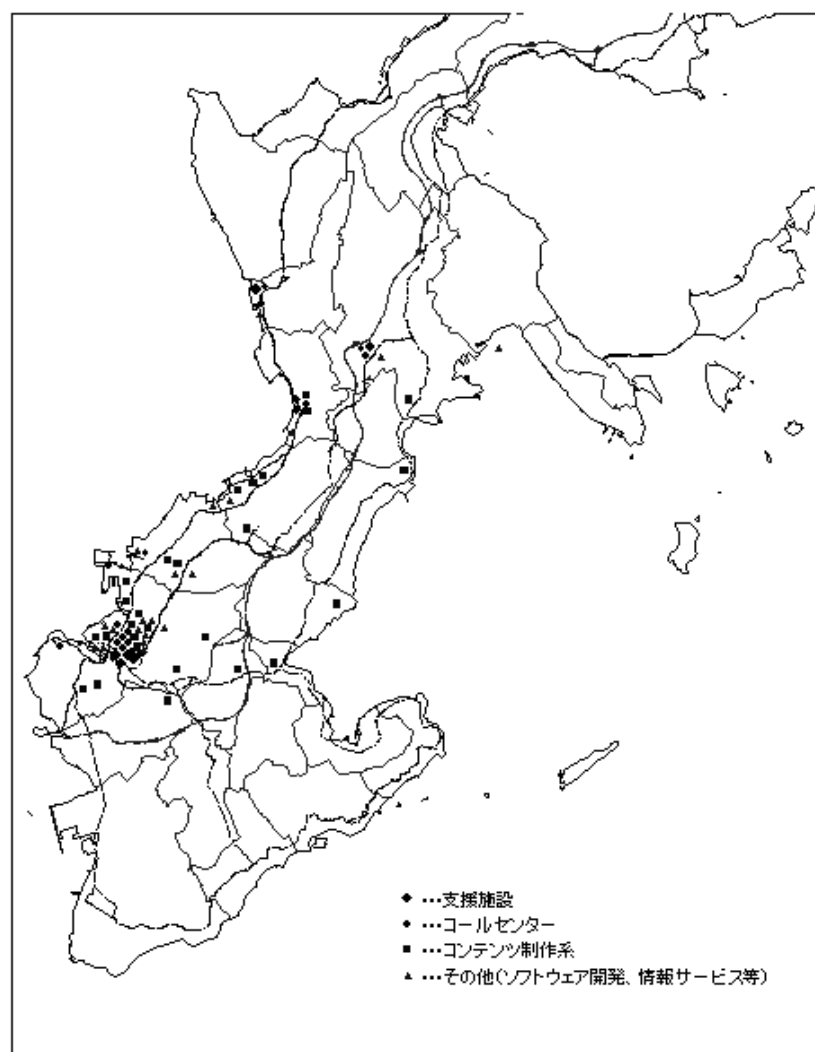 ◆ …支援施設
● …コールセンター
■ …コンテンツ制作系
▲ …その他(ソフトウェア開発、情報サービス等)